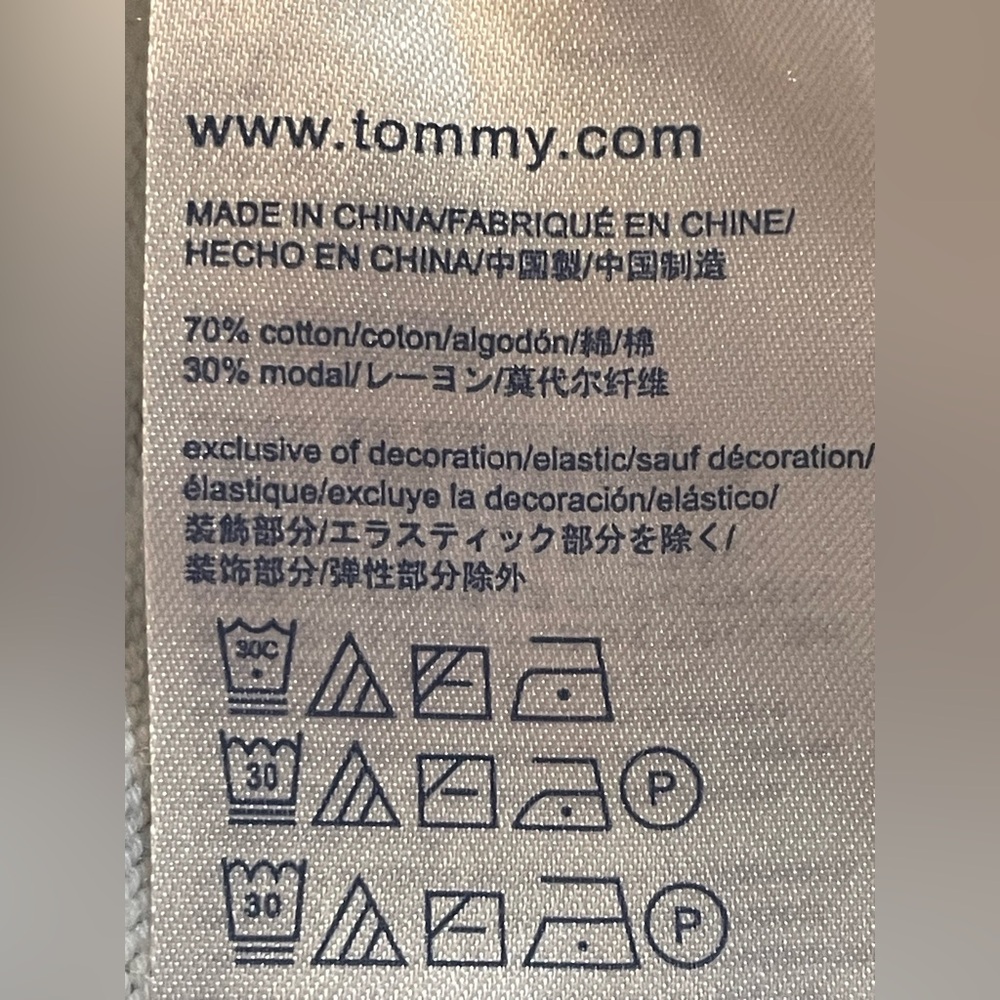 www.tommy.com
MADE IN CHINA/FABRIQUÉ EN CHINE/
HECHO EN CHINA/中國製/中国制造
70% cotton/coton/algodón/綿/棉
30% modal/レーヨン/莫代尔纤维
exclusive of decoration/elastic/sauf décoration/
élastique/excluye la decoración/elástico/
装飾部分/エラスティック部分を除く/
装饰部分/弹性部分除外
30C
30 P
30 P